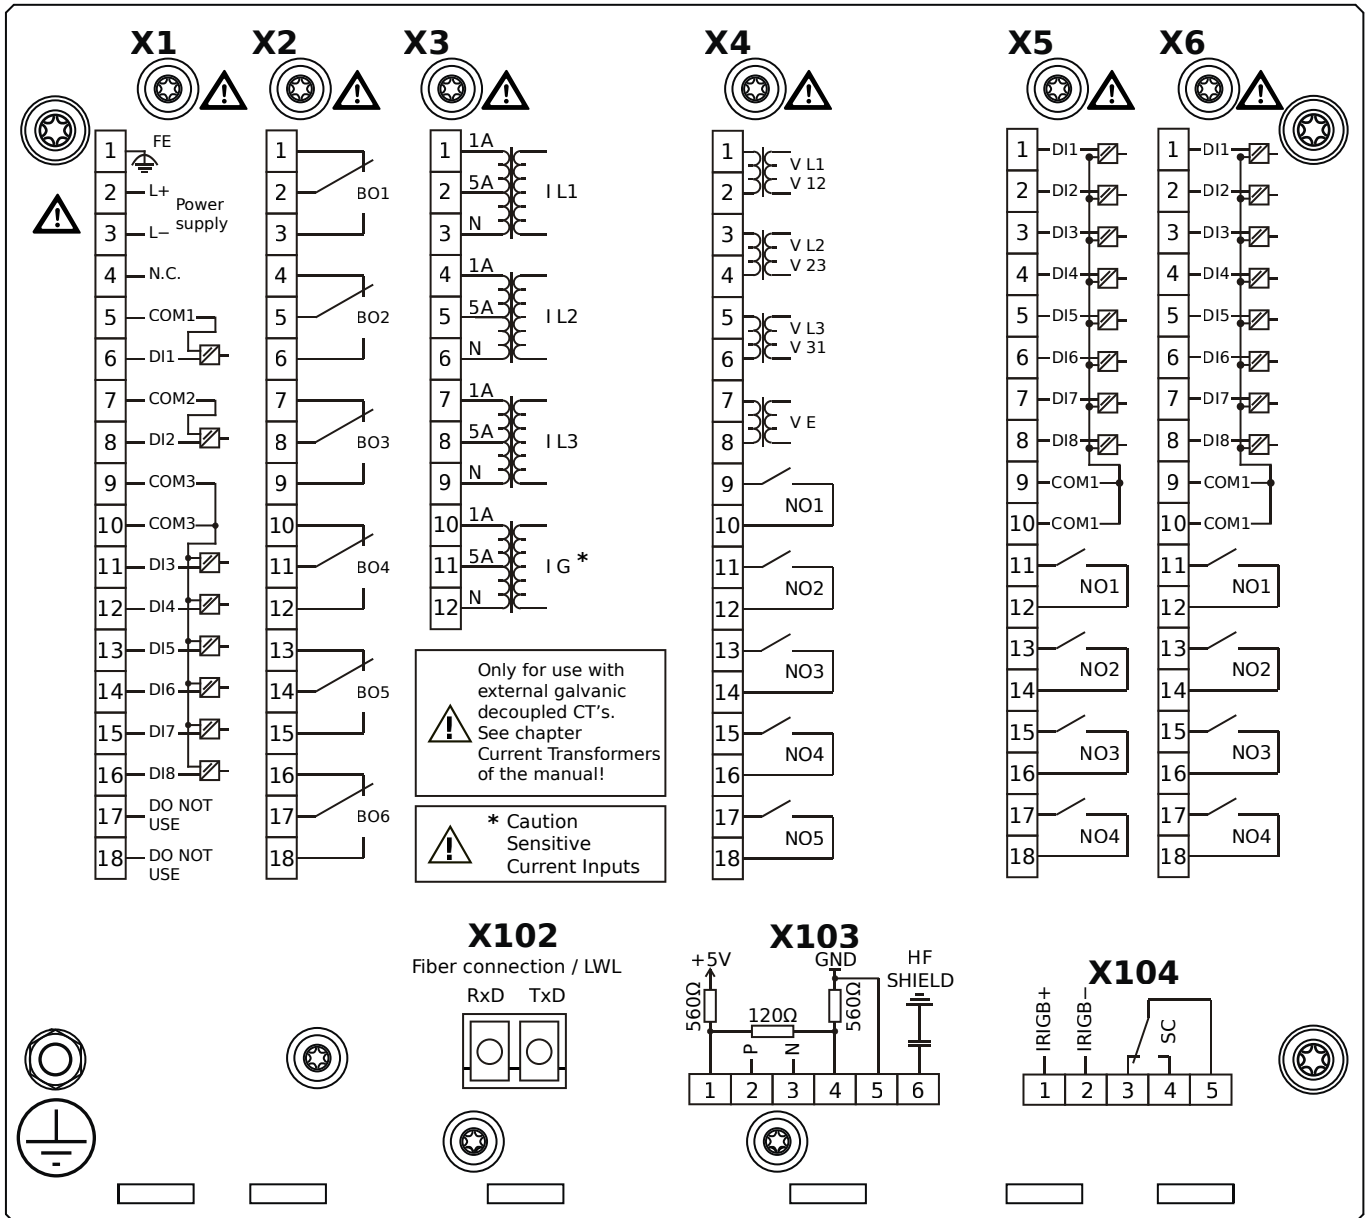 X1
X2
X3
X4
X5
X6
1
FE
2
L+
Power
supply
3
L−
4
N.C.
5
COM1
6
DI1
7
COM2
8
DI2
9
COM3
10
COM3
11
DI3
12
DI4
13
DI5
14
DI6
15
DI7
16
DI8
17
DO NOT
USE
18
DO NOT
USE
1
2
BO1
3
4
5
BO2
6
7
8
BO3
9
10
11
BO4
12
13
14
BO5
15
16
17
BO6
18
1
1A
2
5A
I L1
3
N
4
1A
5
5A
I L2
6
N
7
1A
8
5A
I L3
9
N
10
1A
11
5A
I G *
12
N
Only for use with
external galvanic
decoupled CT's.
See chapter
Current Transformers
of the manual!
* Caution
Sensitive
Current Inputs
1
V L1
V 12
2
3
V L2
V 23
4
5
V L3
V 31
6
7
V E
8
9
NO1
10
11
NO2
12
13
NO3
14
15
NO4
16
17
NO5
18
1
DI1
2
DI2
3
DI3
4
DI4
5
DI5
6
DI6
7
DI7
8
DI8
9
COM1
10
COM1
11
NO1
12
13
NO2
14
15
NO3
16
17
NO4
18
1
DI1
2
DI2
3
DI3
4
DI4
5
DI5
6
DI6
7
DI7
8
DI8
9
COM1
10
COM1
11
NO1
12
13
NO2
14
15
NO3
16
17
NO4
18
X102
Fiber connection / LWL
RxD TxD
X103
+5V
GND
HF
SHIELD
560Ω
120Ω
560Ω
P
N
1 2 3 4 5 6
X104
IRIGB+
IRIGB−
SC
1 2 3 4 5